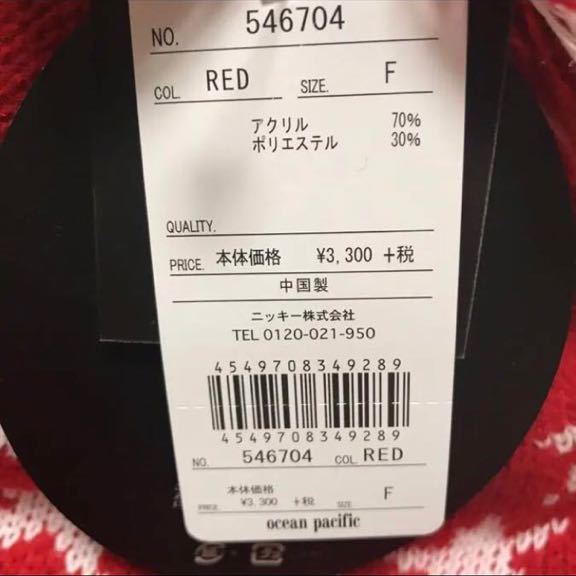 NO. 546704
COL. RED SIZE. F
アクリル 70%
ポリエステル 30%
QUALITY.
PRICE. 本体価格 ¥3,300 +税
中国製
ニッキー株式会社
TEL 0120-021-950
4549708349289
4549708349289
NO. 546704 COL. RED
本体価格
PRICE. ¥3,300 +税 SIZE. F
ocean pacific